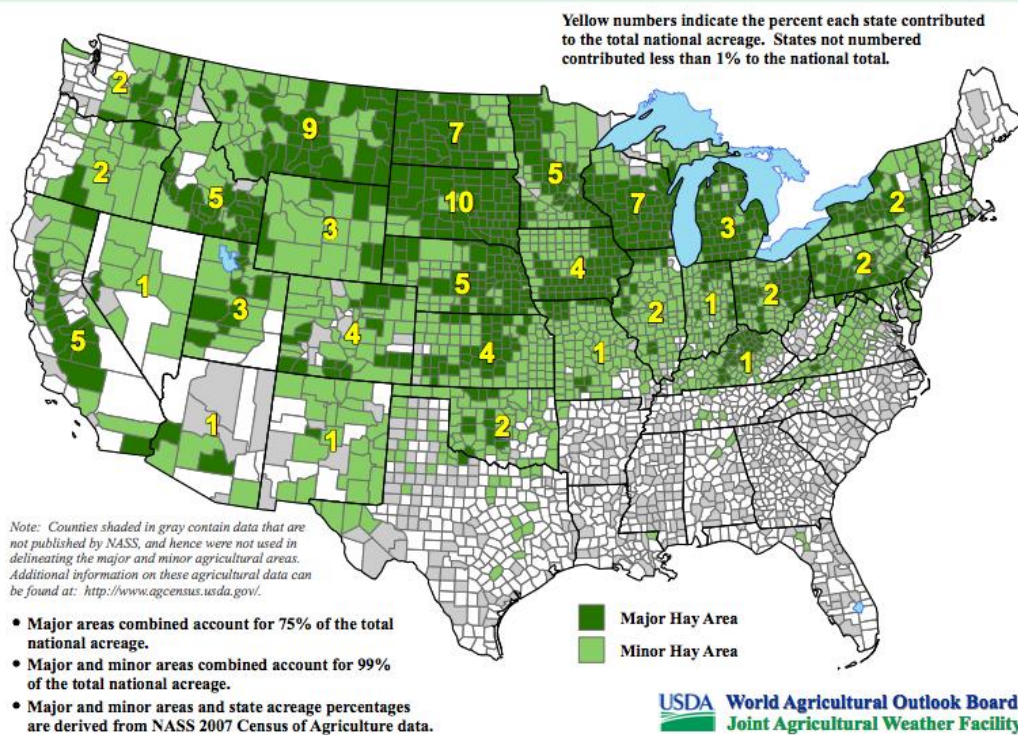 Yellow numbers indicate the percent each state contributed
to the total national acreage. States not numbered
contributed less than 1% to the national total.
2
9
7
5
2
5
10
7
3
2
3
1
3
5
4
2
1
2
2
5
4
4
1
1
1
1
2
Note: Counties shaded in gray contain data that are
not published by NASS, and hence were not used in
delineating the major and minor agricultural areas.
Additional information on these agricultural data can
be found at: http://www.agcensus.usda.gov/.
• Major areas combined account for 75% of the total
national acreage.
• Major and minor areas combined account for 99%
of the total national acreage.
• Major and minor areas and state acreage percentages
are derived from NASS 2007 Census of Agriculture data.
Major Hay Area
Minor Hay Area
USDA World Agricultural Outlook Board
Joint Agricultural Weather Facility